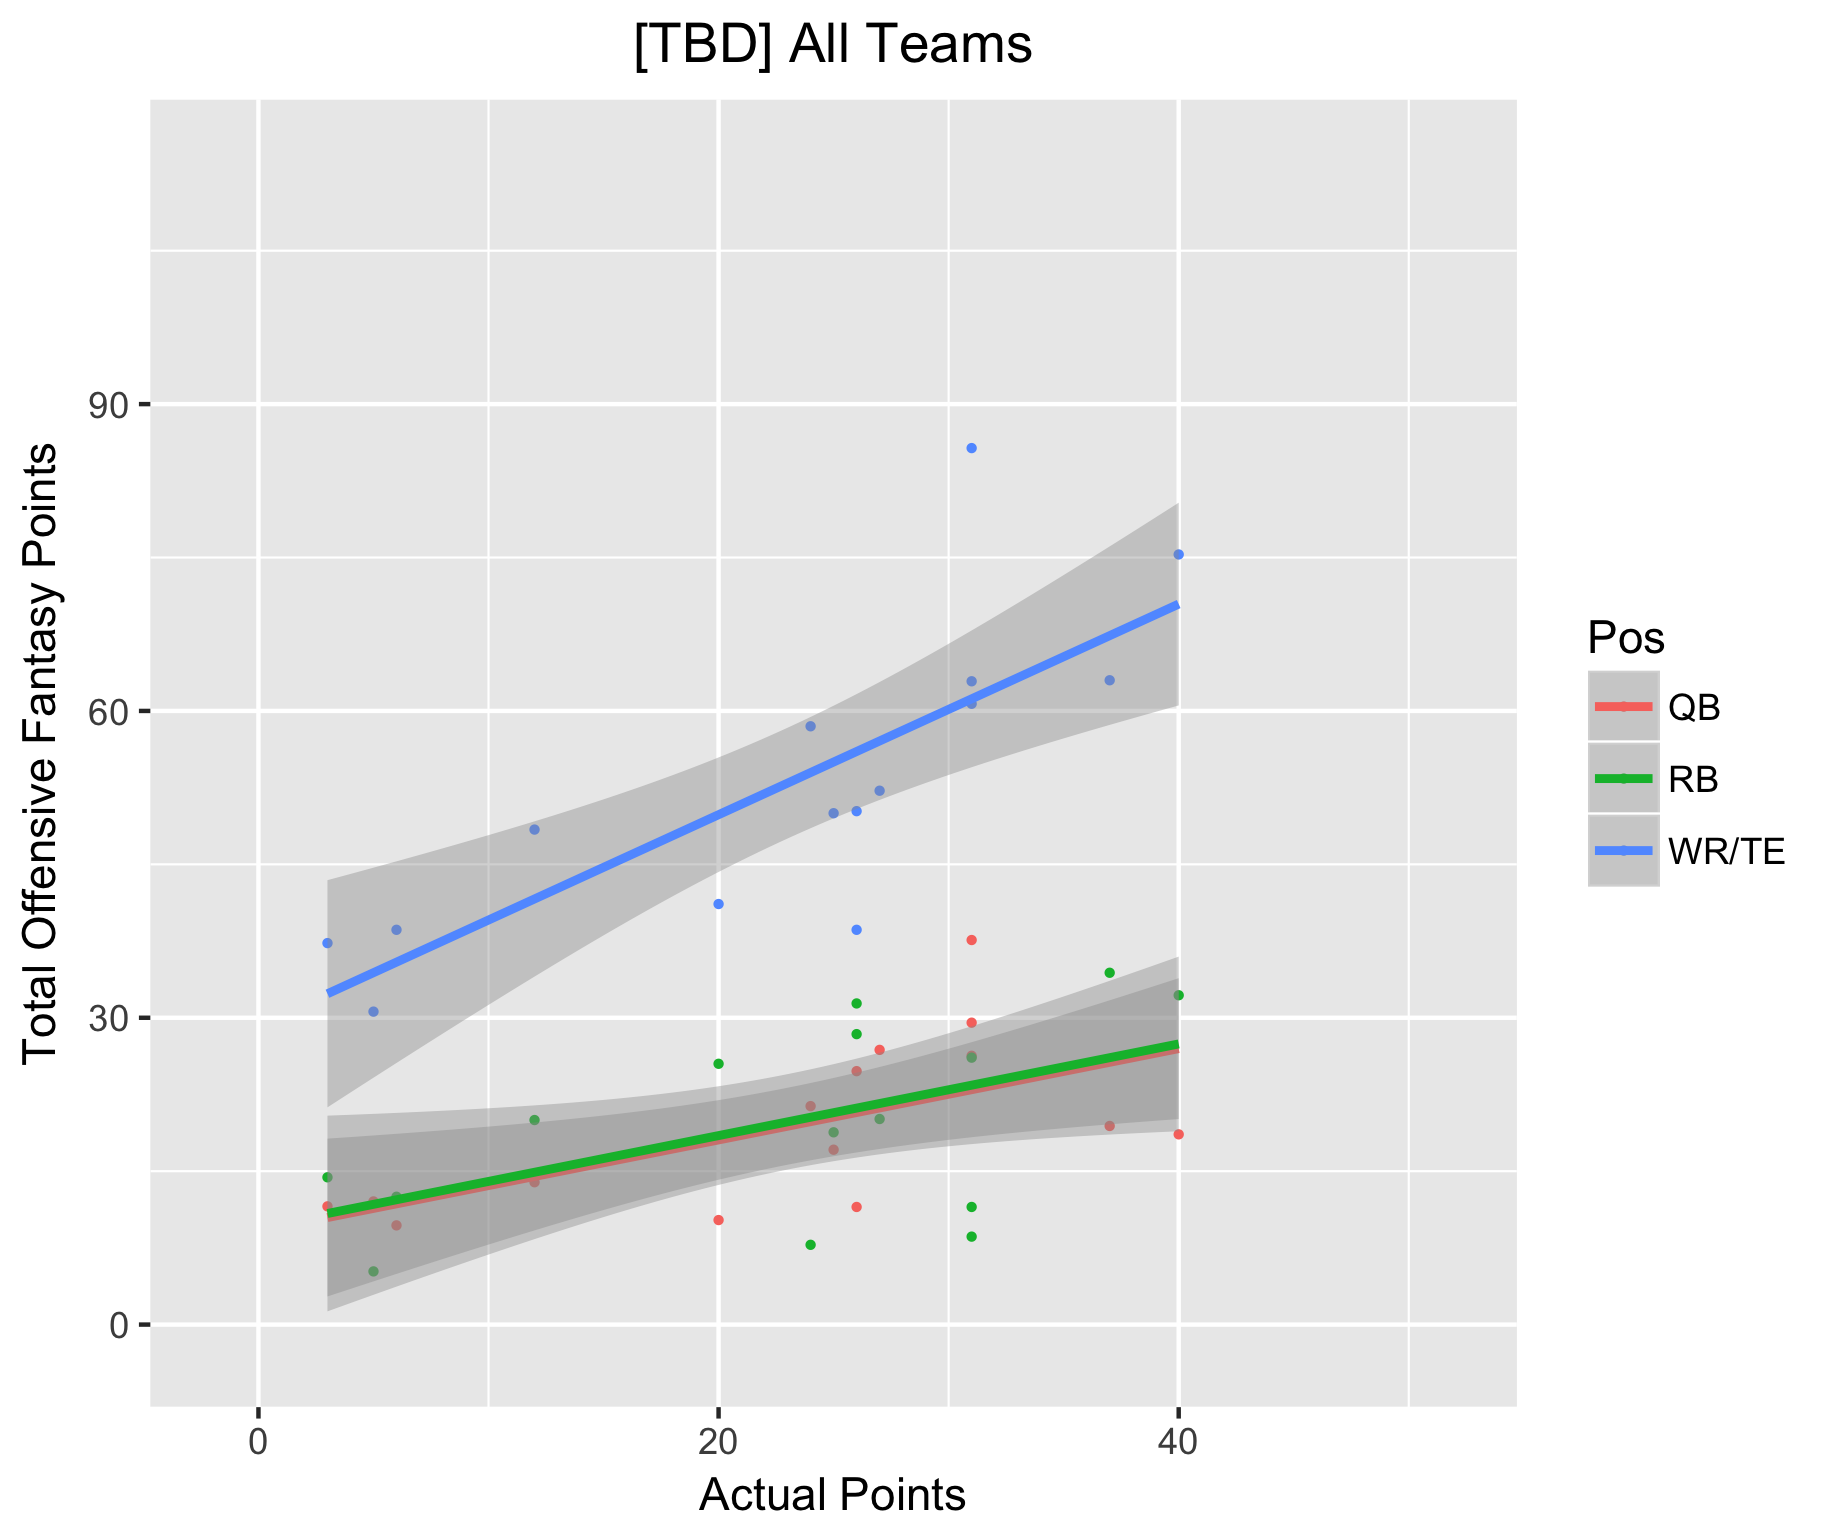 [TBD] All Teams
Total Offensive Fantasy Points
90
60
30
0
0 20 40
Actual Points
Pos
QB
RB
WR/TE